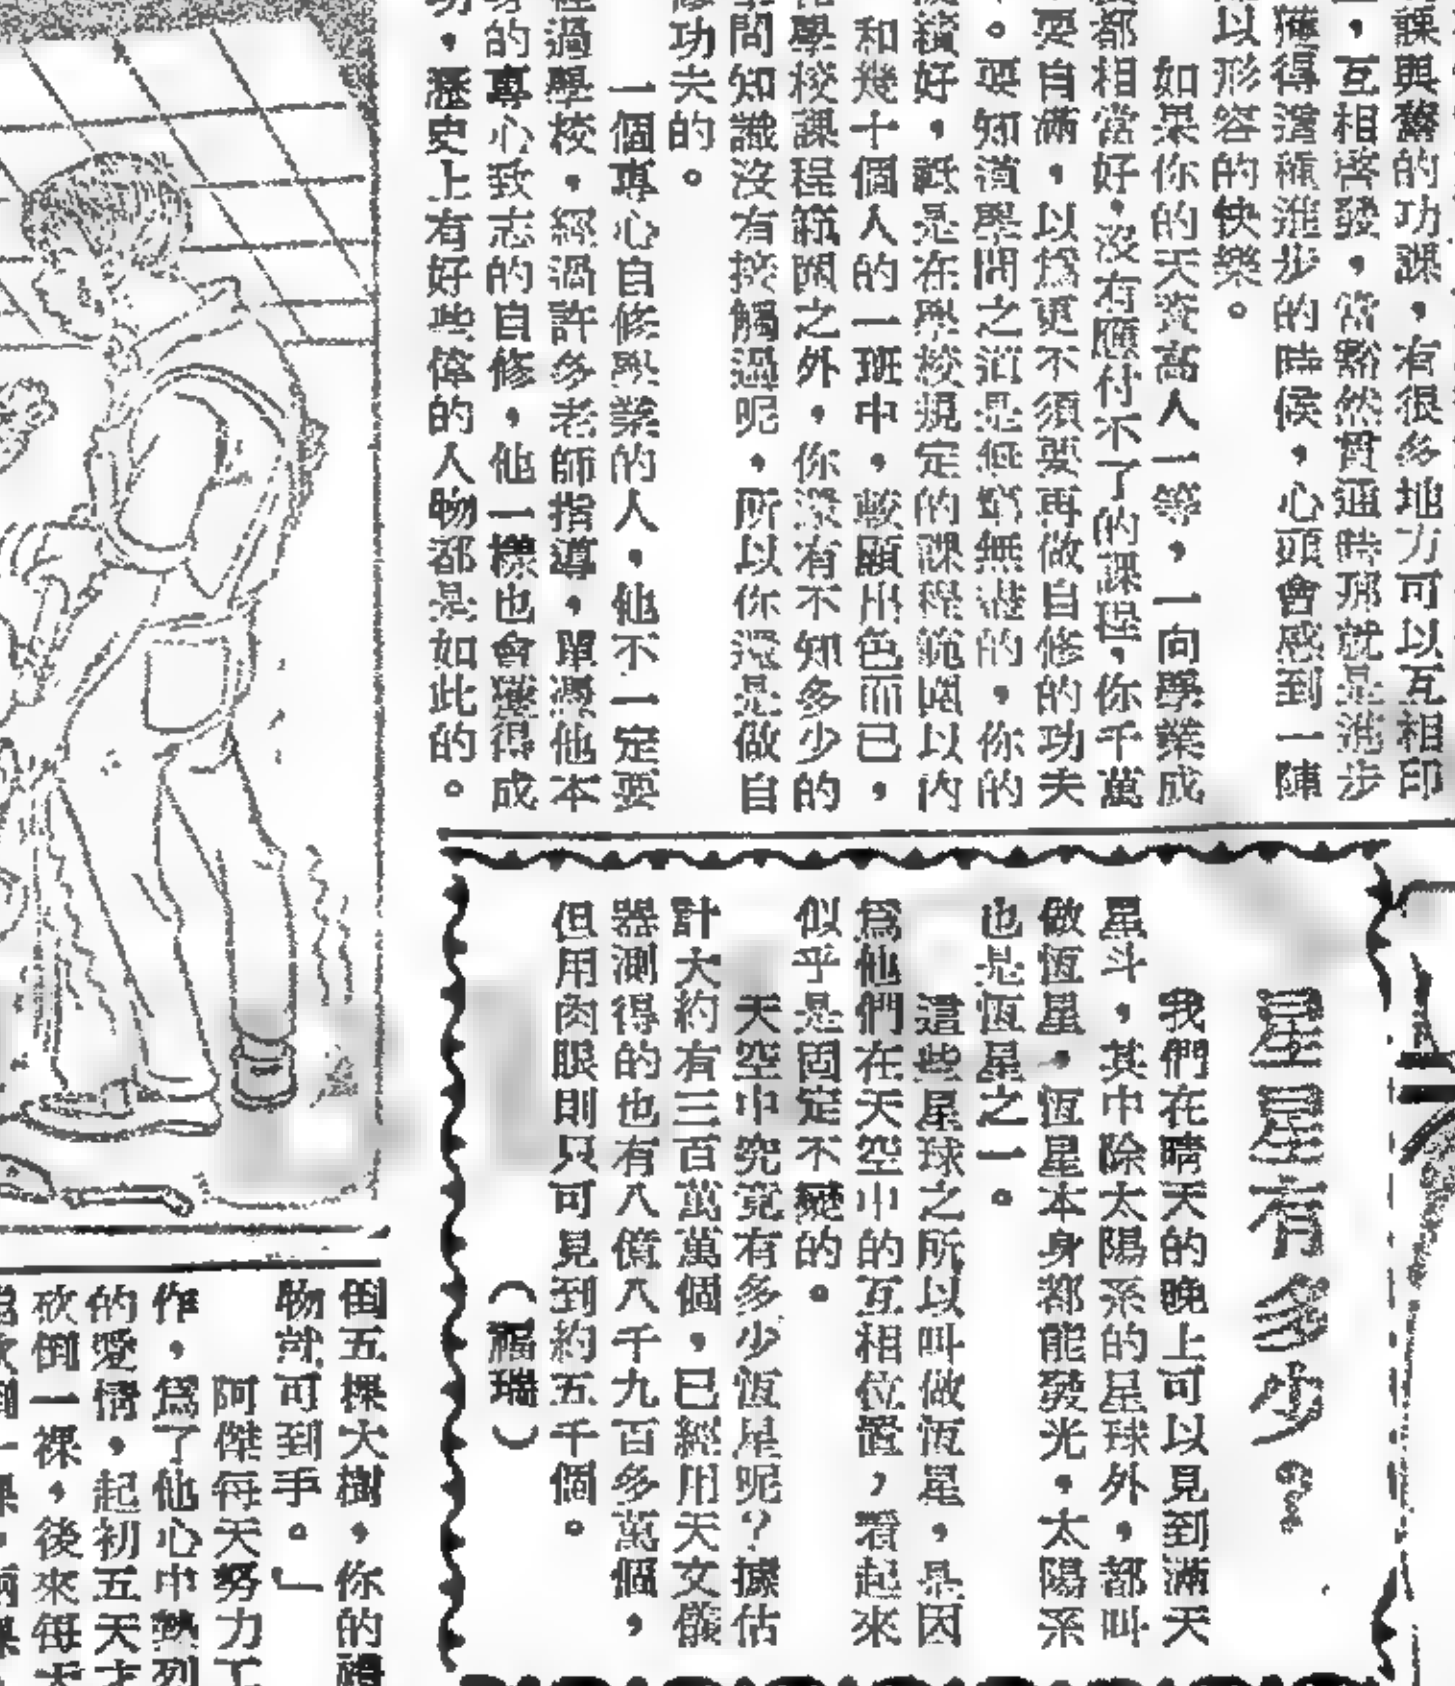 課與難的功課，有很多地方可以互相印
，互相啓發，當豁然貫通時那就是進步
獲得這種進步的時候，心頭會感到一陣
以形容的快樂。
如果你的天資高人一等，一向學業成
都相當好，沒有應付不了的課程，你千萬
要自滿，以爲更不須要再做自修的功夫
。要知道學問之道是無窮無盡的，你的
績好，祇是在學校規定的課程範圍以內
和幾十個人的一班中，較顯出色而已，
學校課程範圍之外，你還有不知多少的
問知識沒有接觸過呢，所以你還是做自
功夫的。
一個專心自修學業的人，他不一定要
過學校，經過許多老師指導，單憑他本
的專心致志的自修，他一樣也會獲得成
功，歷史上有好些偉的人物都是如此的。
星星有多少？
我們在晴天的晚上可以見到滿天
星斗，其中除太陽系的星球外，都叫
做恆星，恆星本身都能發光，太陽系
也是恆星之一。
這些星球之所以叫做恆星，是因
爲他們在天空中的互相位置，看起來
似乎是固定不變的。
天空中究竟有多少恆星呢？據估
計大約有三百萬萬個，已經用天文儀
器測得的也有八億八千九百多萬個，
但用肉眼則只可見到約五千個。
（福瑞）
倒五棵大樹，你的禮
物就可到手。」
阿傑每天努力工
作，爲了他心中熱列
的愛情，起初五天才
砍倒一棵，後來每天